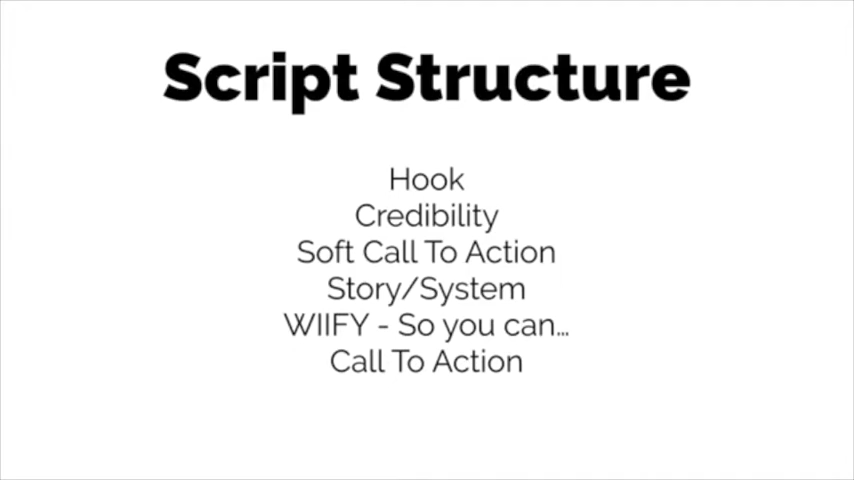 Script Structure
Hook
Credibility
Soft Call To Action
Story/System
WIIFY - So you can...
Call To Action